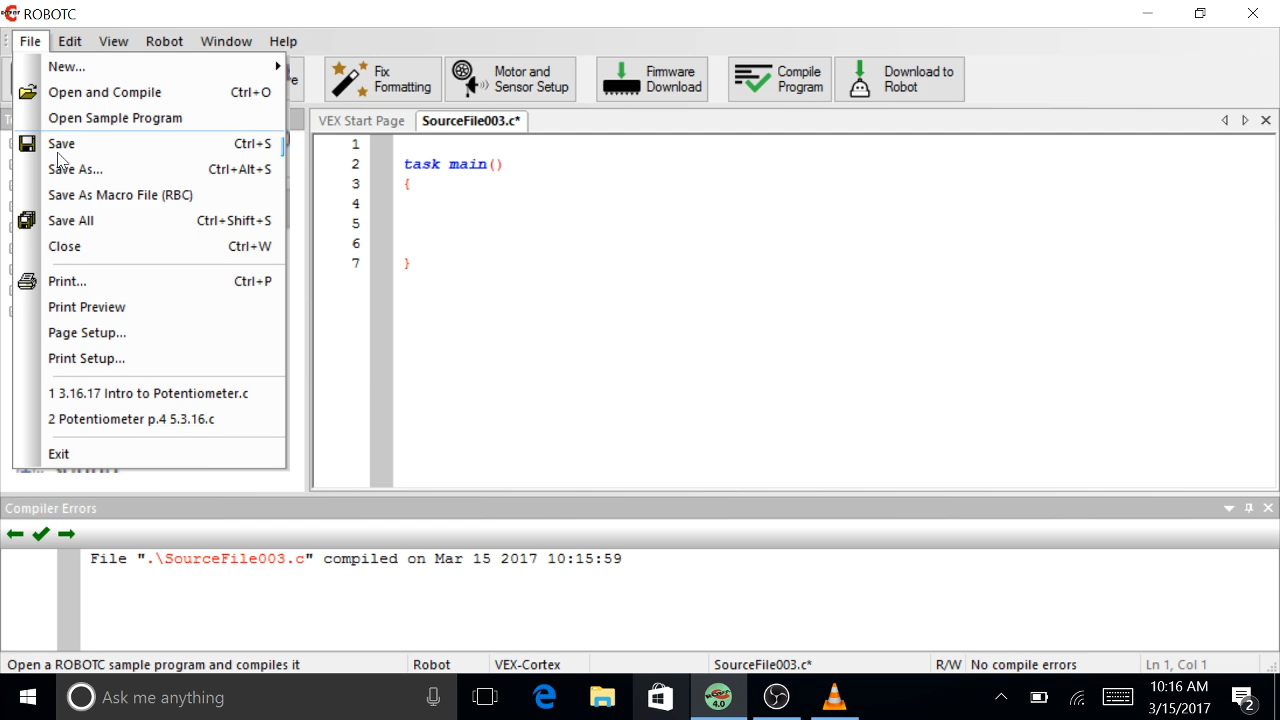 ROBOTC
File Edit View Robot Window Help
New...
Open and Compile Ctrl+O
Open Sample Program
Save Ctrl+S
Save As... Ctrl+Alt+S
Save As Macro File (RBC)
Save All Ctrl+Shift+S
Close Ctrl+W
Print... Ctrl+P
Print Preview
Page Setup...
Print Setup...
1 3.16.17 Intro to Potentiometer.c
2 Potentiometer p.4 5.3.16.c
Exit
Fix
Formatting
Motor and
Sensor Setup
Firmware
Download
Compile
Program
Download to
Robot
VEX Start Page SourceFile003.c*
1
2 task main()
3 {
4
5
6
7 }
Compiler Errors
File ".\SourceFile003.c" compiled on Mar 15 2017 10:15:59
Open a ROBOTC sample program and compiles it Robot VEX-Cortex SourceFile003.c* R/W No compile errors Ln 1, Col 1
Ask me anything
4.0
10:16 AM
3/15/2017
2